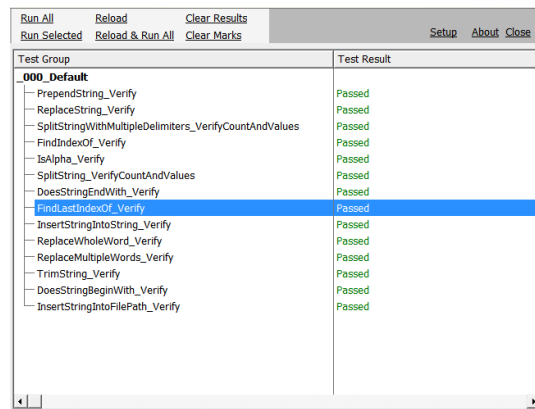 Run All Reload Clear Results
Run Selected Reload & Run All Clear Marks Setup About Close
Test Group Test Result
_000_Default
PrependString_Verify Passed
ReplaceString_Verify Passed
SplitStringWithMultipleDelimiters_VerifyCountAndValues Passed
FindIndexOf_Verify Passed
IsAlpha_Verify Passed
SplitString_VerifyCountAndValues Passed
DoesStringEndWith_Verify Passed
FindLastIndexOf_Verify Passed
InsertStringIntoString_Verify Passed
ReplaceWholeWord_Verify Passed
ReplaceMultipleWords_Verify Passed
TrimString_Verify Passed
DoesStringBeginWith_Verify Passed
InsertStringIntoFilePath_Verify Passed